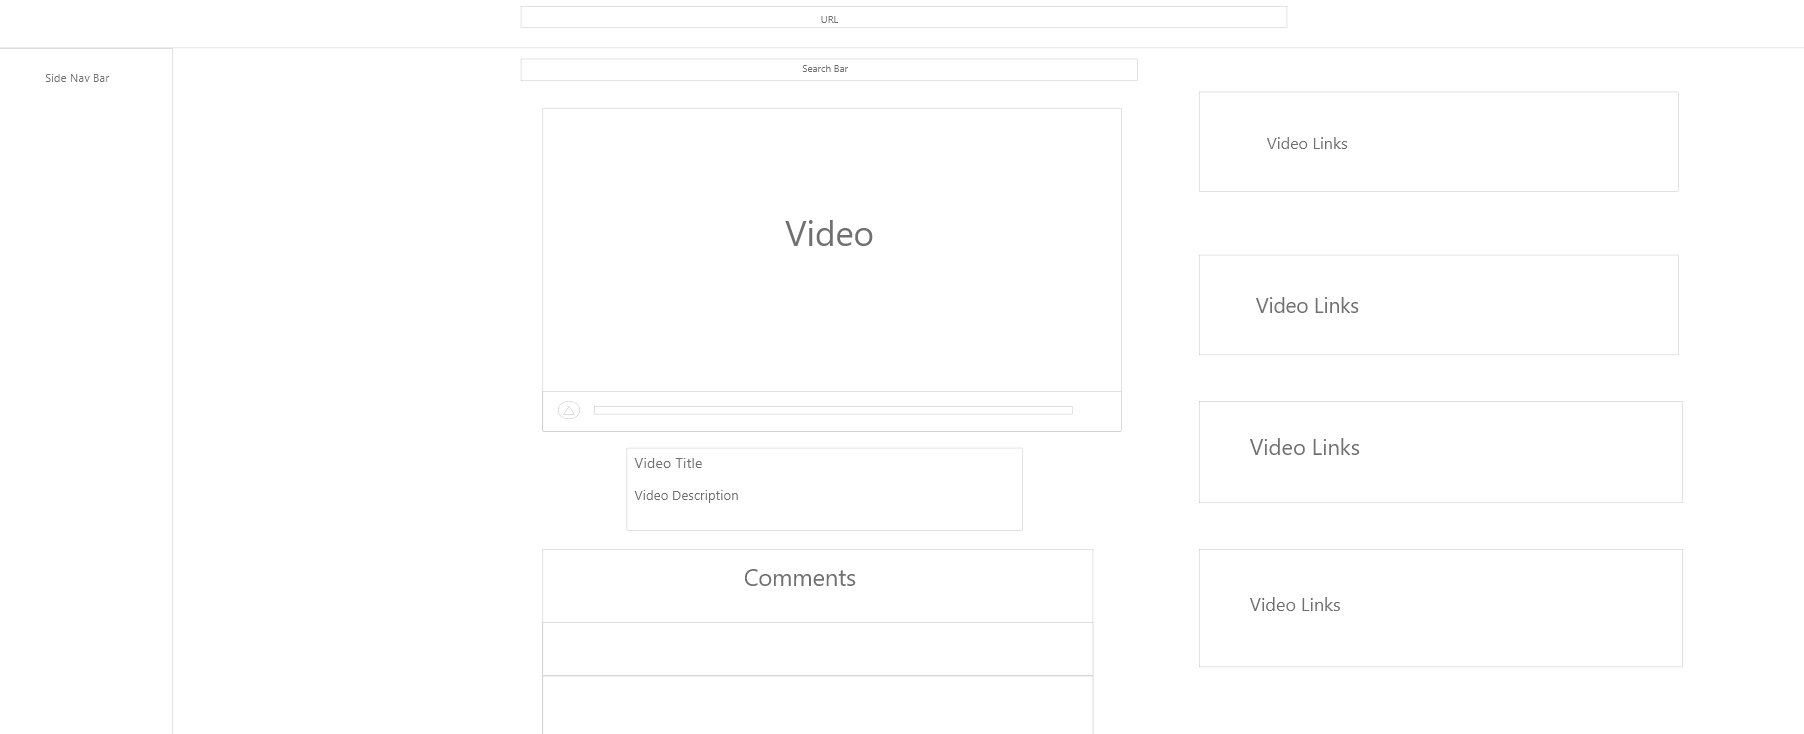 URL
Side Nav Bar
Search Bar
Video
Video Title
Video Description
Comments
Video Links
Video Links
Video Links
Video Links